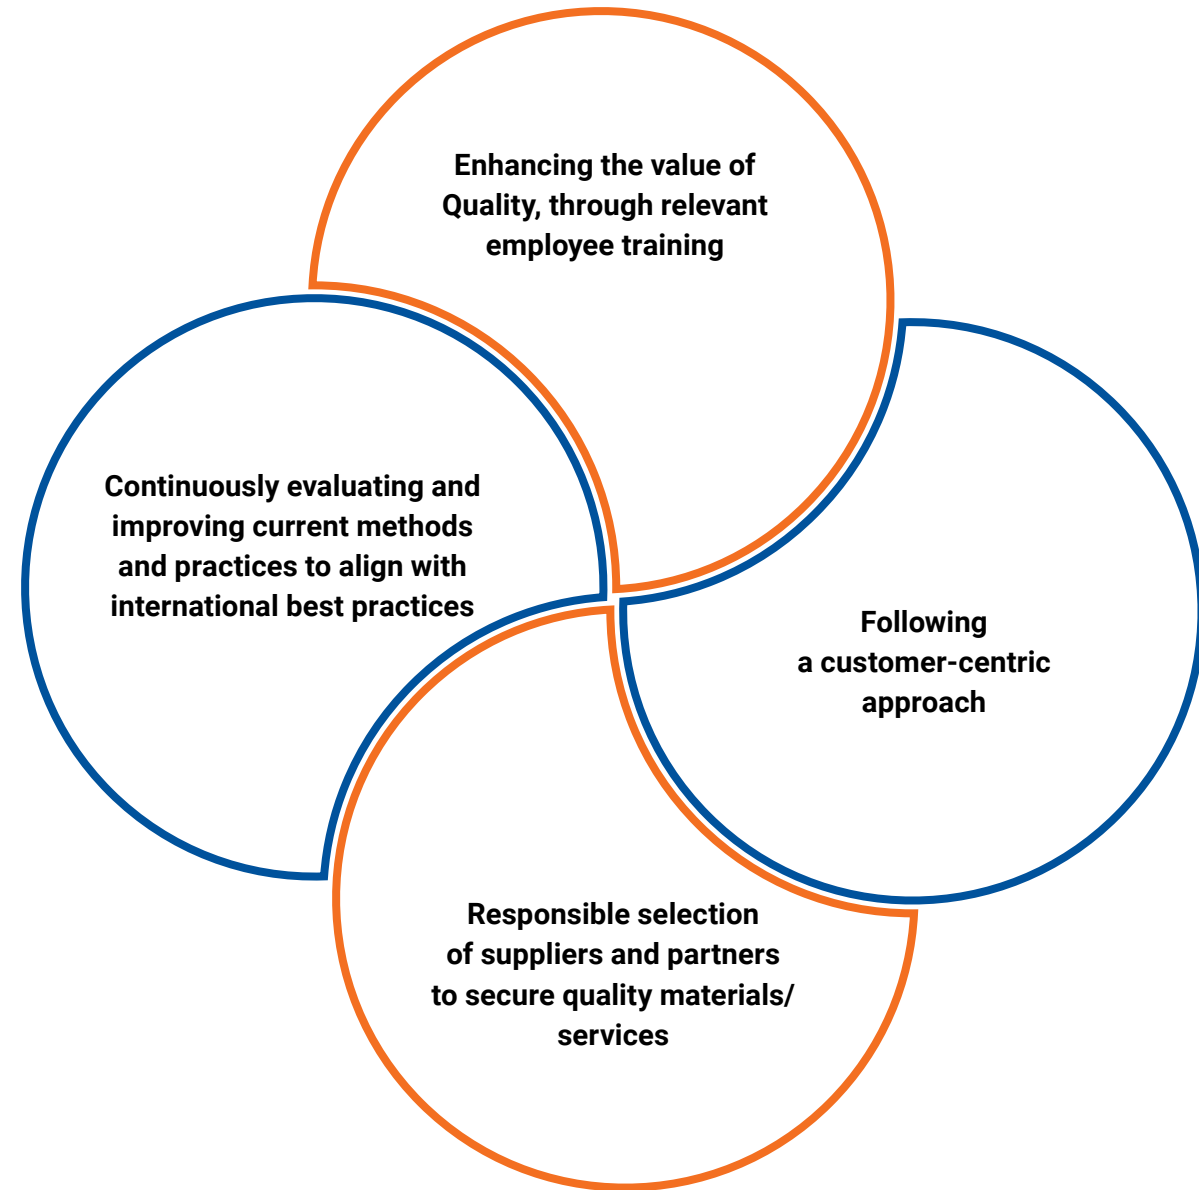 Enhancing the value of
Quality, through relevant
employee training
Continuously evaluating and
improving current methods
and practices to align with
international best practices
Following
a customer-centric
approach
Responsible selection
of suppliers and partners
to secure quality materials/
services